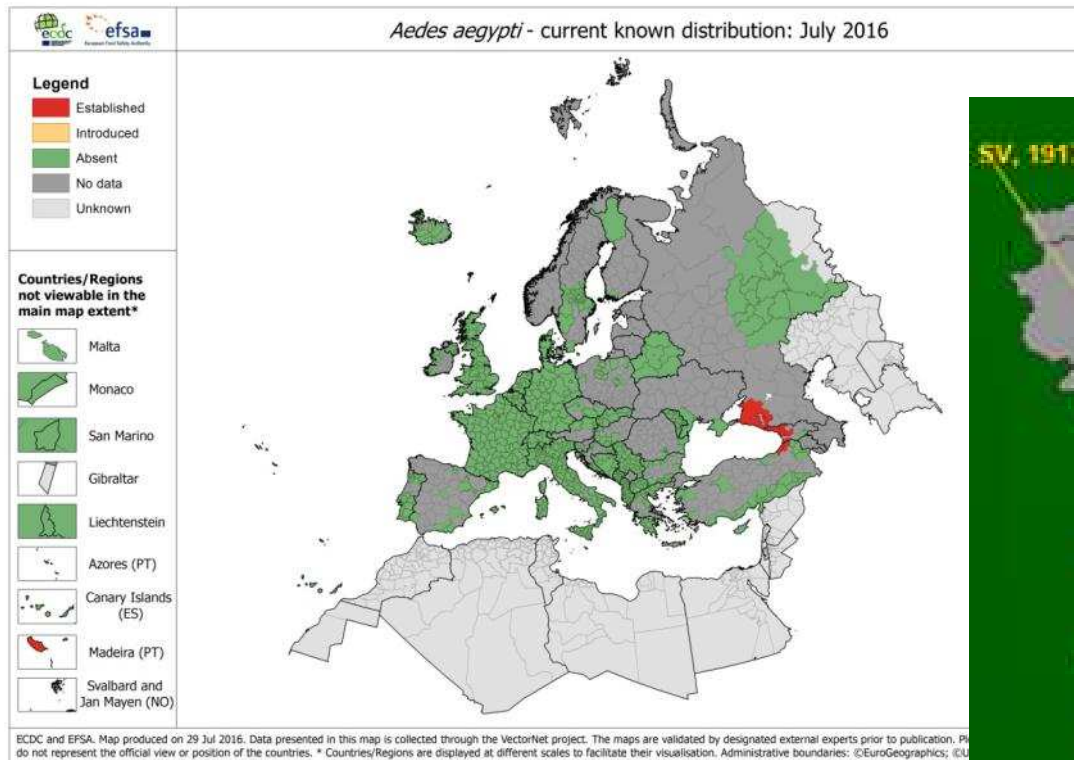 ecdc
efsa
European Food Safety Authority
Aedes aegypti - current known distribution: July 2016
Legend
Established
Introduced
Absent
No data
Unknown
Countries/Regions
not viewable in the
main map extent*
Malta
Monaco
San Marino
Gibraltar
Liechtenstein
Azores (PT)
Canary Islands
(ES)
Madeira (PT)
Svalbard and
Jan Mayen (NO)
ECDC and EFSA. Map produced on 29 Jul 2016. Data presented in this map is collected through the VectorNet project. The maps are validated by designated external experts prior to publication.
do not represent the official view or position of the countries. * Countries/Regions are displayed at different scales to facilitate their visualisation. Administrative boundaries: ©EuroGeographics;
SV, 191